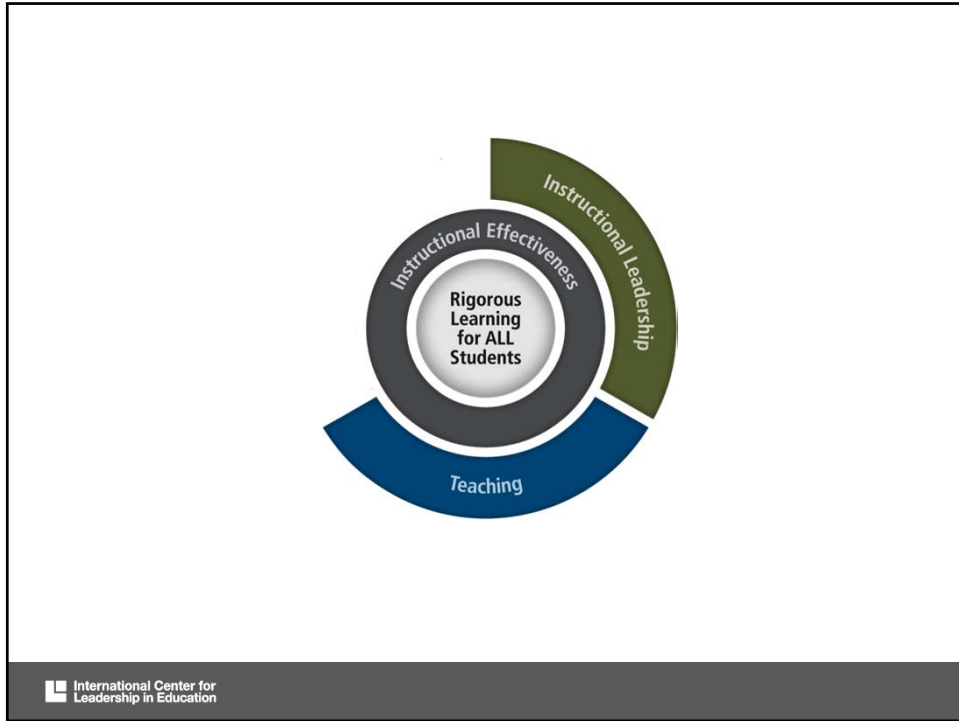 Instructional Leadership
Instructional Effectiveness
Rigorous
Learning
for ALL
Students
Teaching
International Center for
Leadership in Education